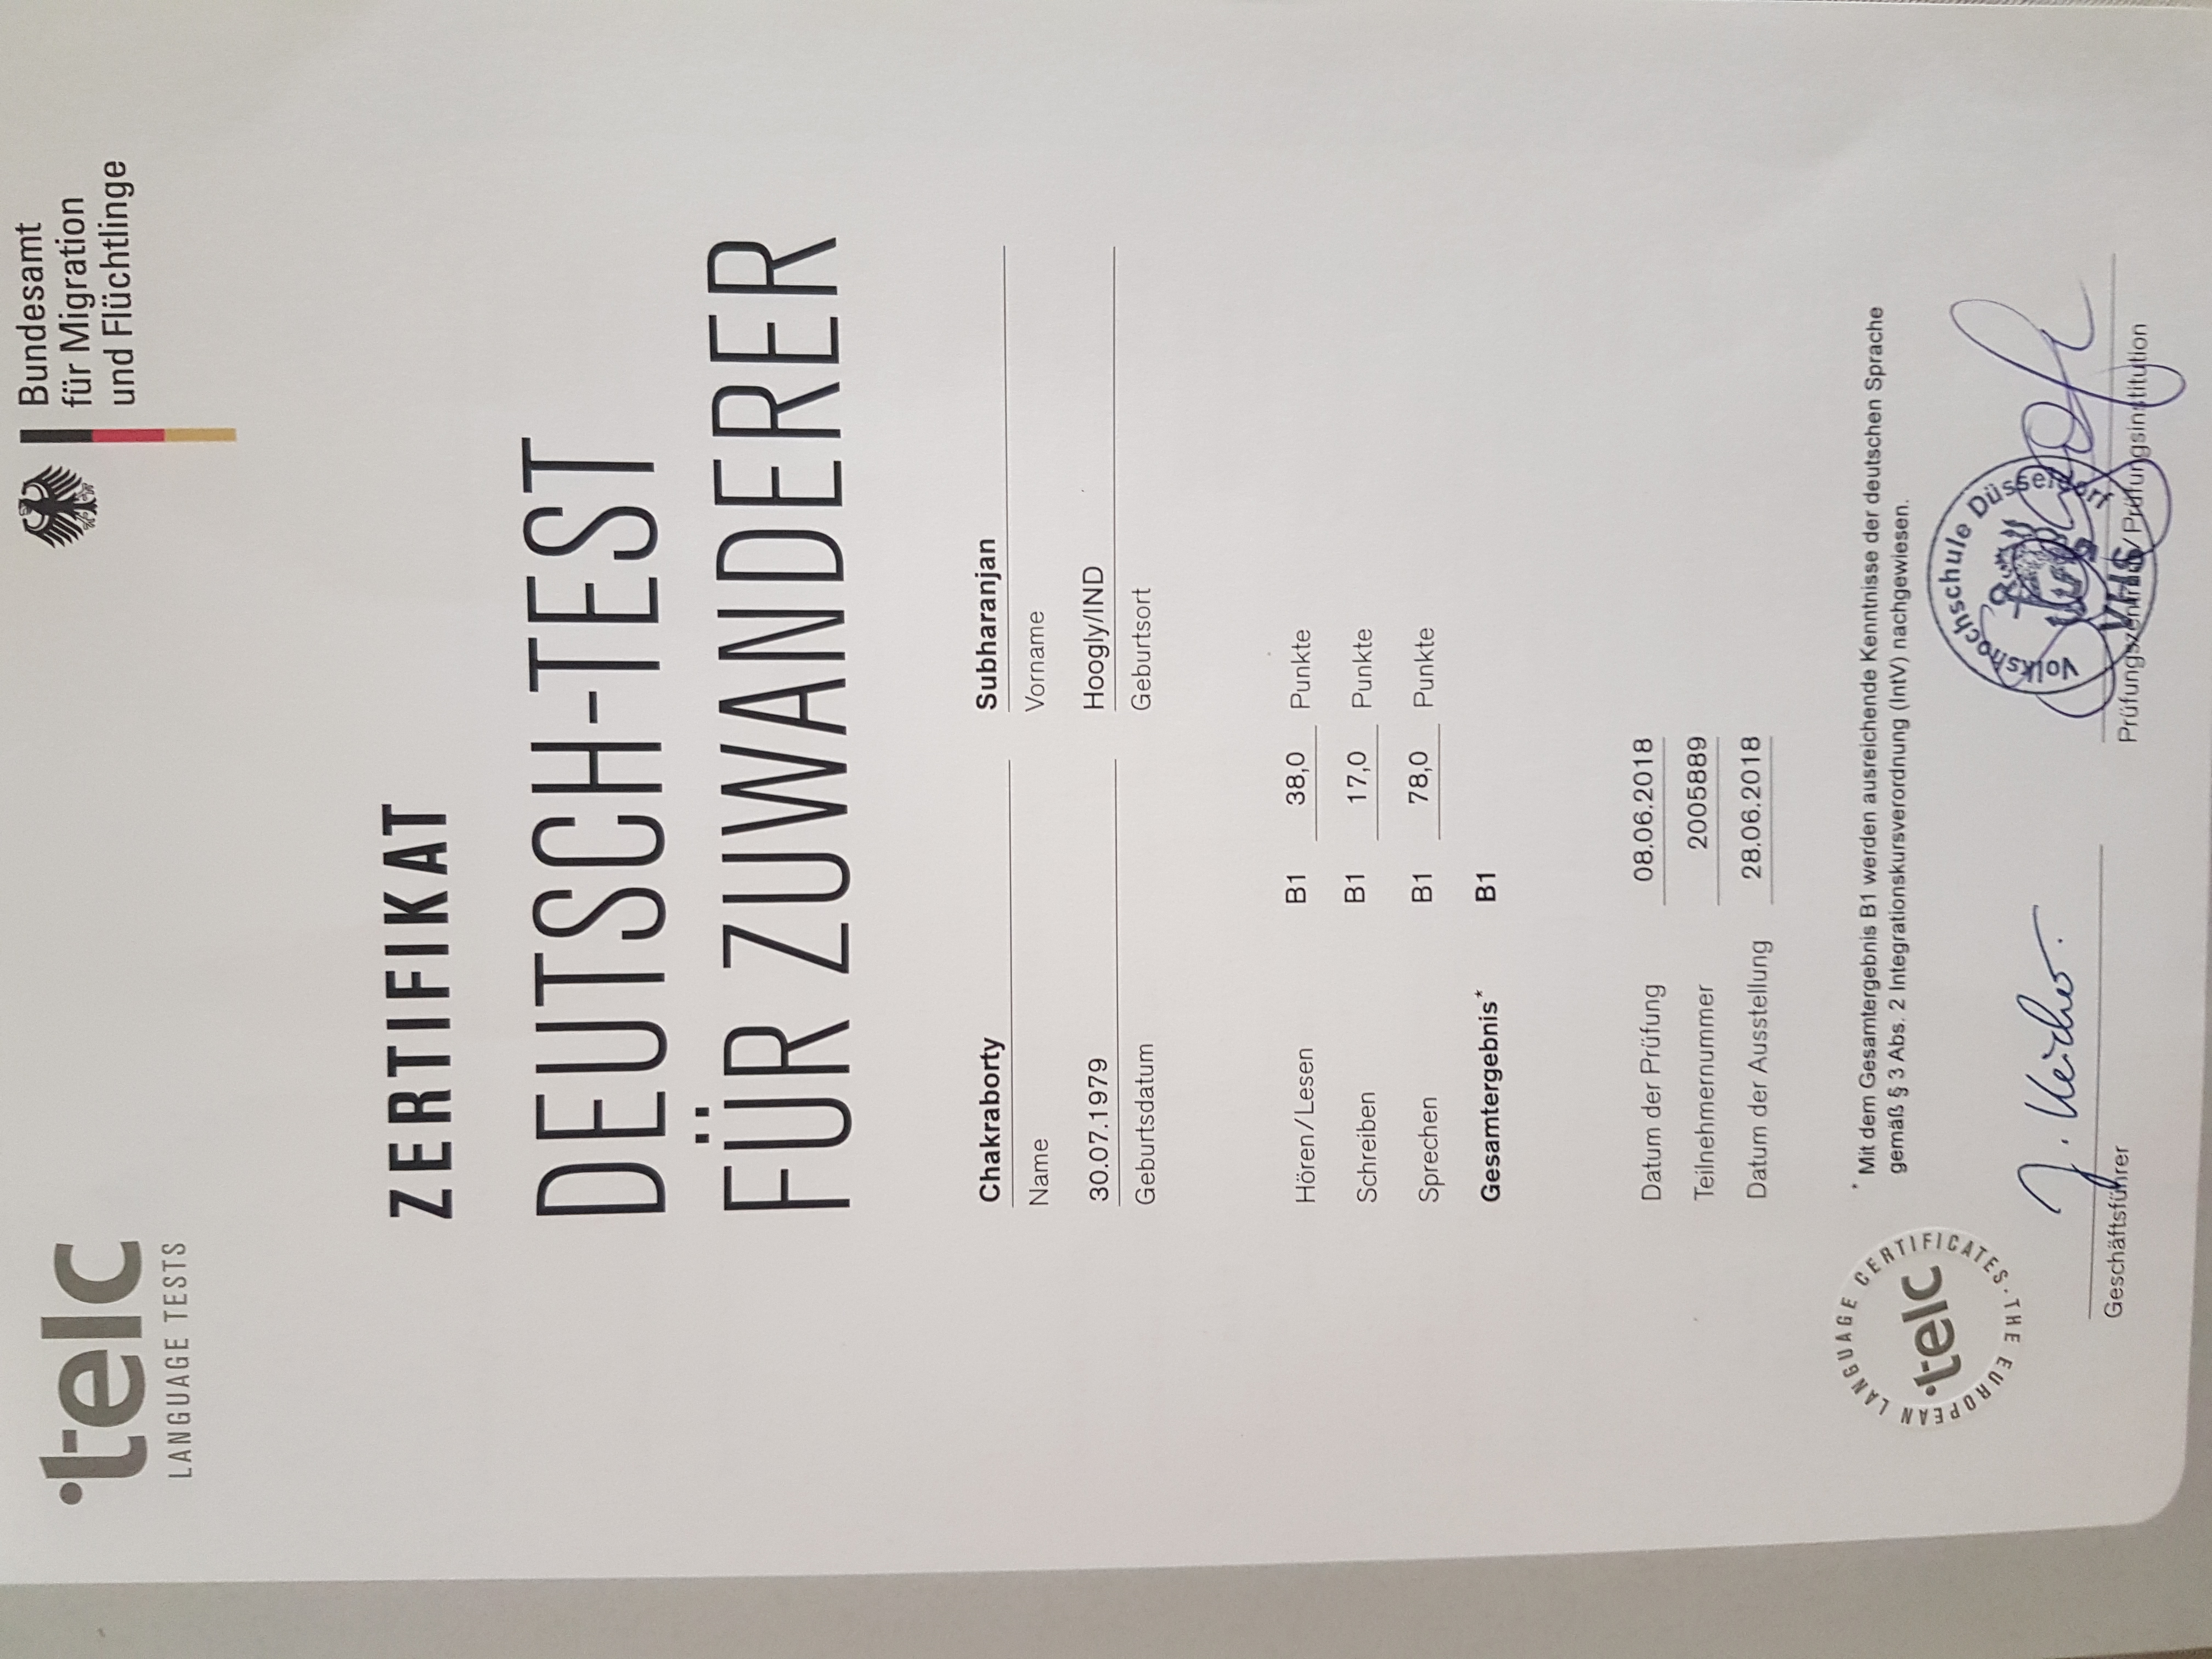 telc
LANGUAGE TESTS
Bundesamt
für Migration
und Flüchtlinge
ZERTIFIKAT
DEUTSCH-TEST
FÜR ZUWANDERER
Chakraborty
Name
Subharanjan
Vorname
30.07.1979
Geburtsdatum
Hoogly/IND
Geburtsort
Hören/Lesen B1 38,0 Punkte
Schreiben B1 17,0 Punkte
Sprechen B1 78,0 Punkte
Gesamtergebnis* B1
Datum der Prüfung 08.06.2018
Teilnehmernummer 2005889
Datum der Ausstellung 28.06.2018
* Mit dem Gesamtergebnis B1 werden ausreichende Kenntnisse der deutschen Sprache
gemäß § 3 Abs. 2 Integrationskursverordnung (IntV) nachgewiesen.
telc
THE EUROPEAN LANGUAGE CERTIFICATES
Geschäftsführer
Volkshochschule Düsseldorf
VHS
Prüfungszentrum/Prüfungsinstitution